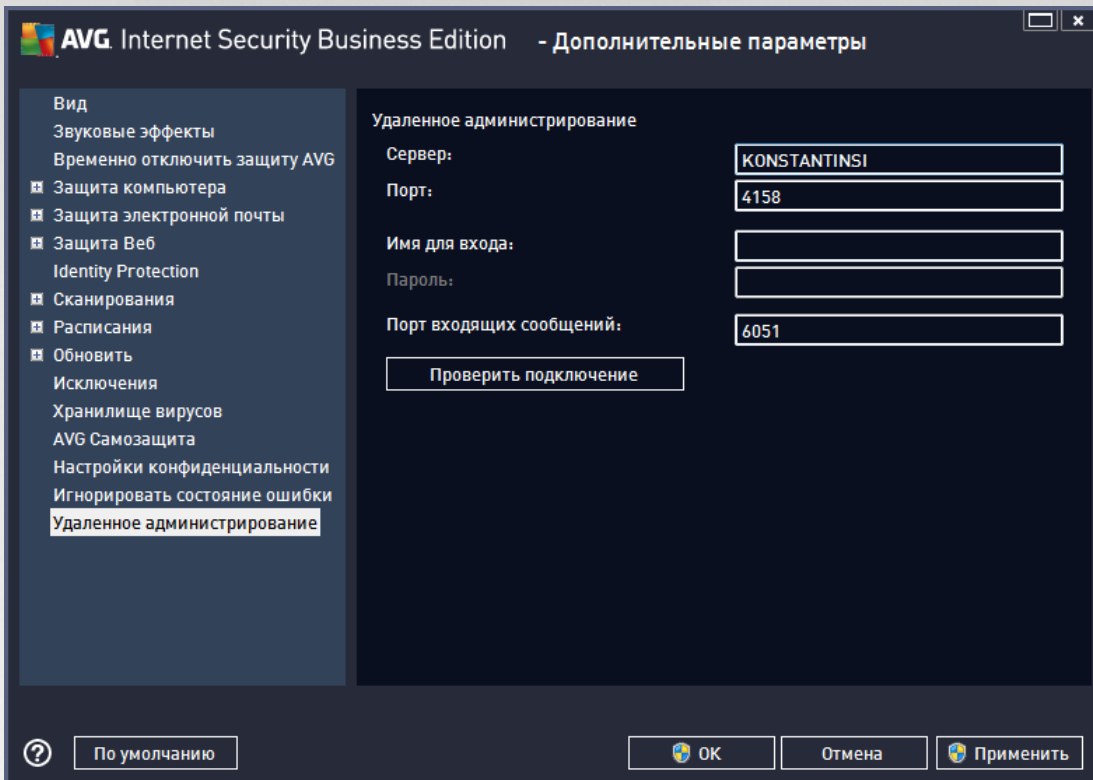 AVG. Internet Security Business Edition - Дополнительные параметры
Вид
Звуковые эффекты
Временно отключить защиту AVG
Защита компьютера
Защита электронной почты
Защита Веб
Identity Protection
Сканирования
Расписания
Обновить
Исключения
Хранилище вирусов
AVG Самозащита
Настройки конфиденциальности
Игнорировать состояние ошибки
Удаленное администрирование
Удаленное администрирование
Сервер: KONSTANTINSI
Порт: 4158
Имя для входа:
Пароль:
Порт входящих сообщений: 6051
Проверить подключение
По умолчанию
OK
Отмена
Применить